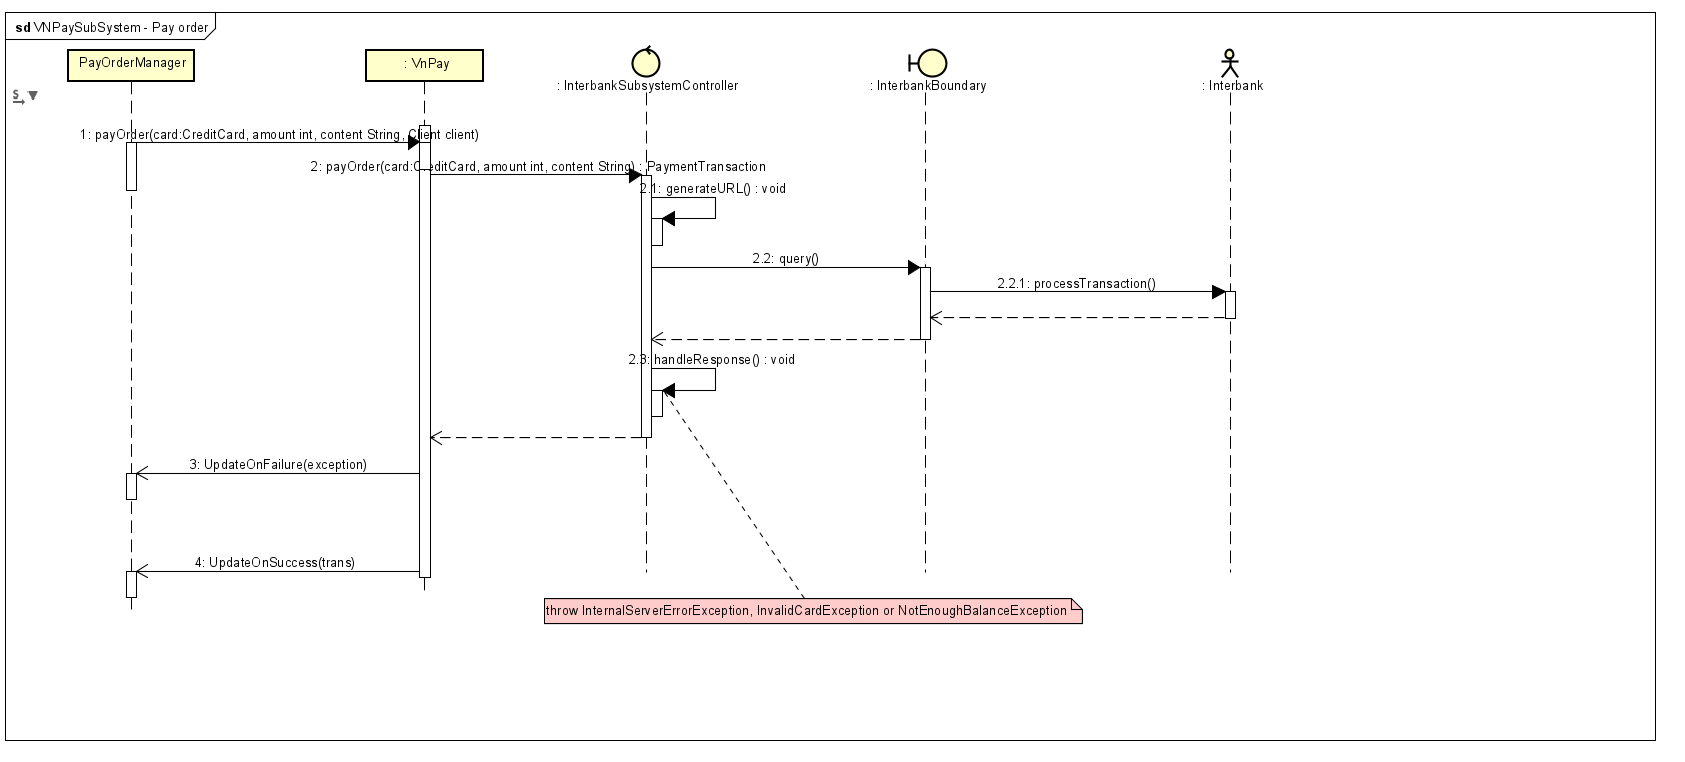 sd VNPaySubSystem - Pay order
PayOrderManager
: VnPay
: InterbankSubsystemController
: InterbankBoundary
: Interbank
S
1: payOrder(card:CreditCard, amount int, content String, Client client)
2: payOrder(card:CreditCard, amount int, content String) : PaymentTransaction
2.1: generateURL() : void
2.2: query()
2.2.1: processTransaction()
2.3: handleResponse() : void
3: UpdateOnFailure(exception)
4: UpdateOnSuccess(trans)
throw InternalServerErrorException, InvalidCardException or NotEnoughBalanceException